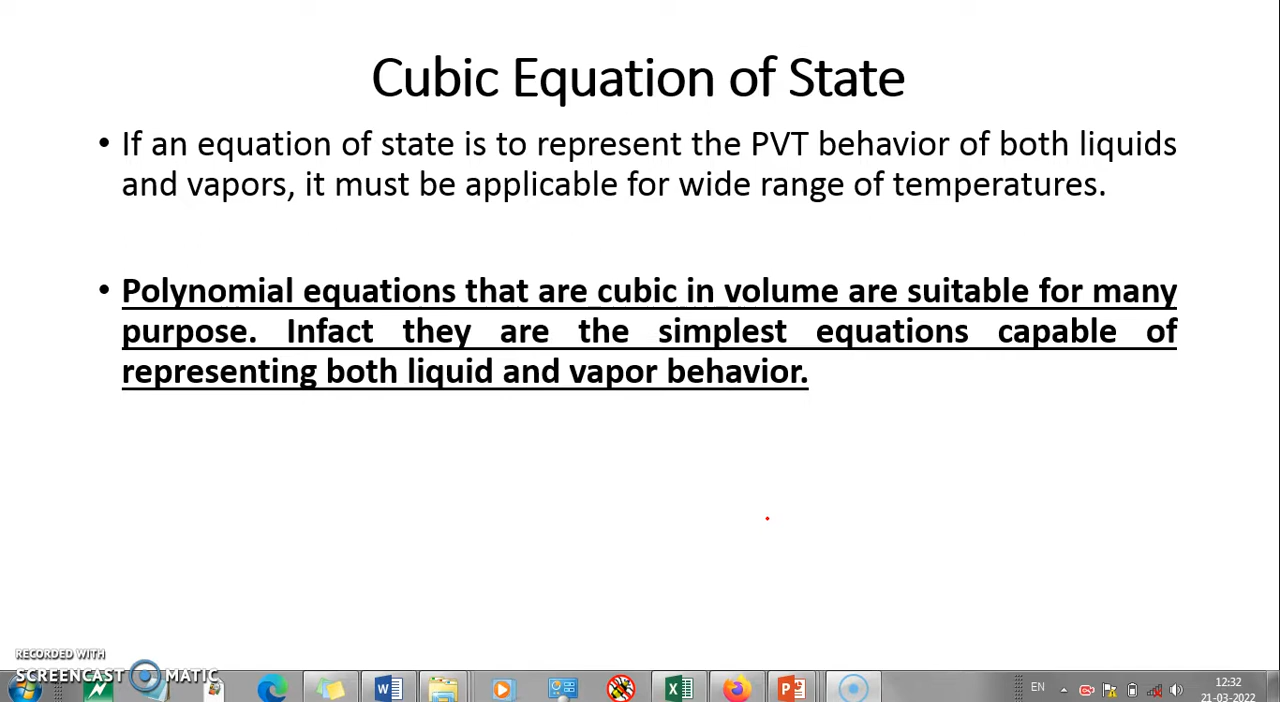 Cubic Equation of State
• If an equation of state is to represent the PVT behavior of both liquids
and vapors, it must be applicable for wide range of temperatures.
• Polynomial equations that are cubic in volume are suitable for many
purpose. Infact they are the simplest equations capable of
representing both liquid and vapor behavior.
RECORDED WITH
SCREENCAST MATIC
EN
12:32
21-03-2022